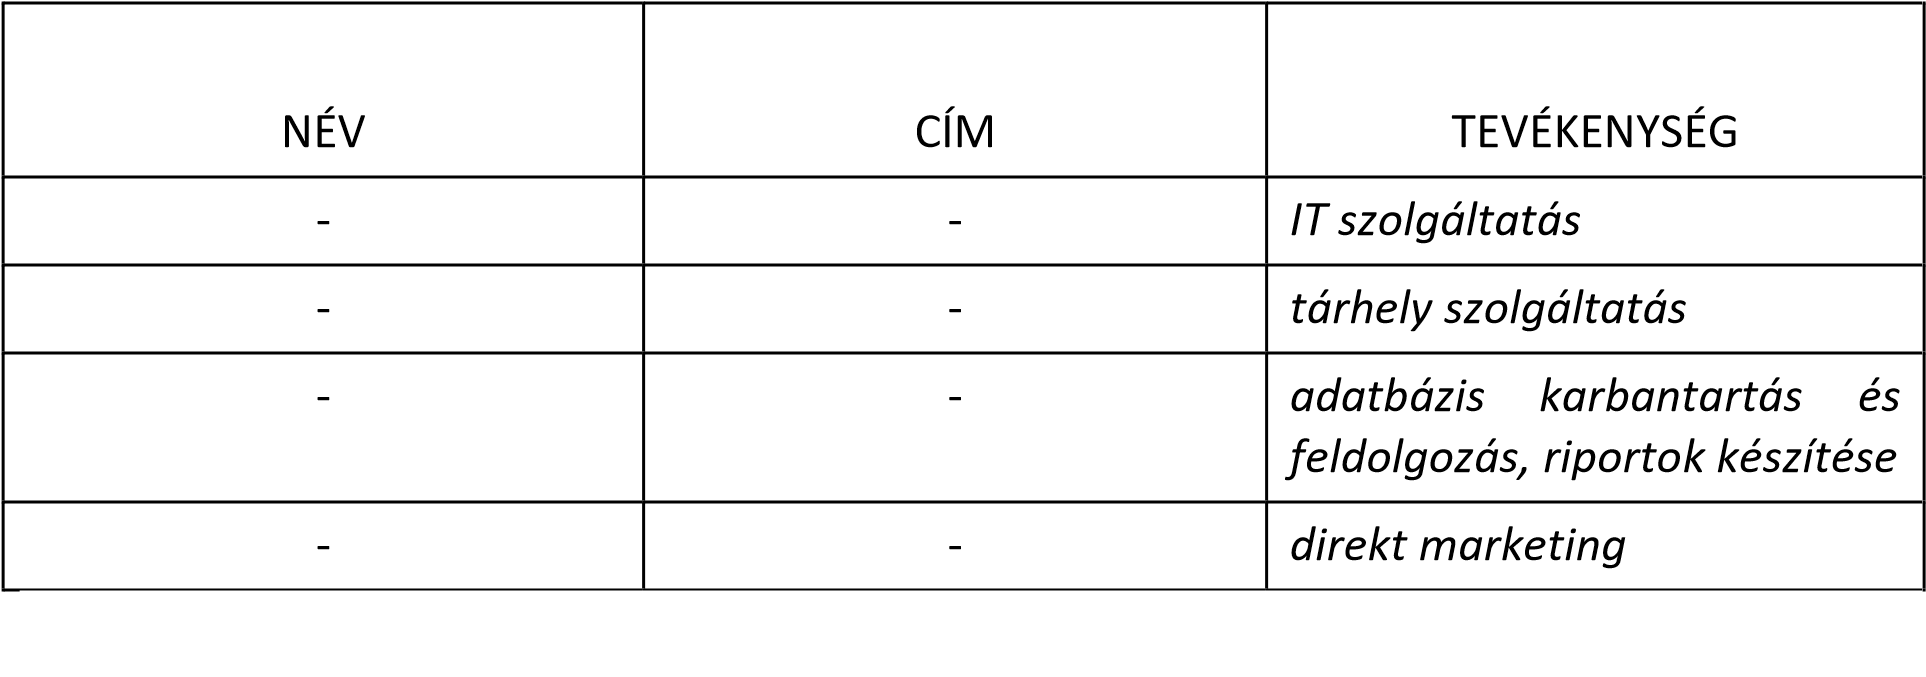 NÉV CÍM TEVÉKENYSÉG
- - IT szolgáltatás
- - tárhely szolgáltatás
- - adatbázis karbantartás és
feldolgozás, riportok készítése
- - direkt marketing